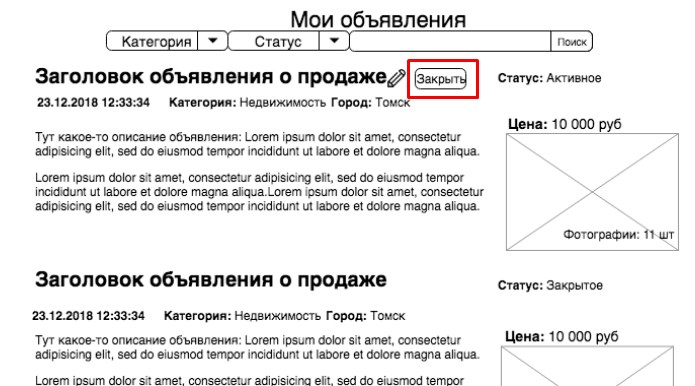 Мои объявления
Категория Статус Поиск
Заголовок объявления о продаже Закрыть Статус: Активное
23.12.2018 12:33:34 Категория: Недвижимость Город: Томск
Цена: 10 000 руб
Тут какое-то описание объявления: Lorem ipsum dolor sit amet, consectetur
adipisicing elit, sed do eiusmod tempor incididunt ut labore et dolore magna aliqua.
Lorem ipsum dolor sit amet, consectetur adipisicing elit, sed do eiusmod tempor
incididunt ut labore et dolore magna aliqua.Lorem ipsum dolor sit amet, consectetur
adipisicing elit, sed do eiusmod tempor incididunt ut labore et dolore magna aliqua.
Фотографии: 11 шт
Заголовок объявления о продаже Статус: Закрытое
23.12.2018 12:33:34 Категория: Недвижимость Город: Томск
Цена: 10 000 руб
Тут какое-то описание объявления: Lorem ipsum dolor sit amet, consectetur
adipisicing elit, sed do eiusmod tempor incididunt ut labore et dolore magna aliqua.
Lorem ipsum dolor sit amet, consectetur adipisicing elit, sed do eiusmod tempor